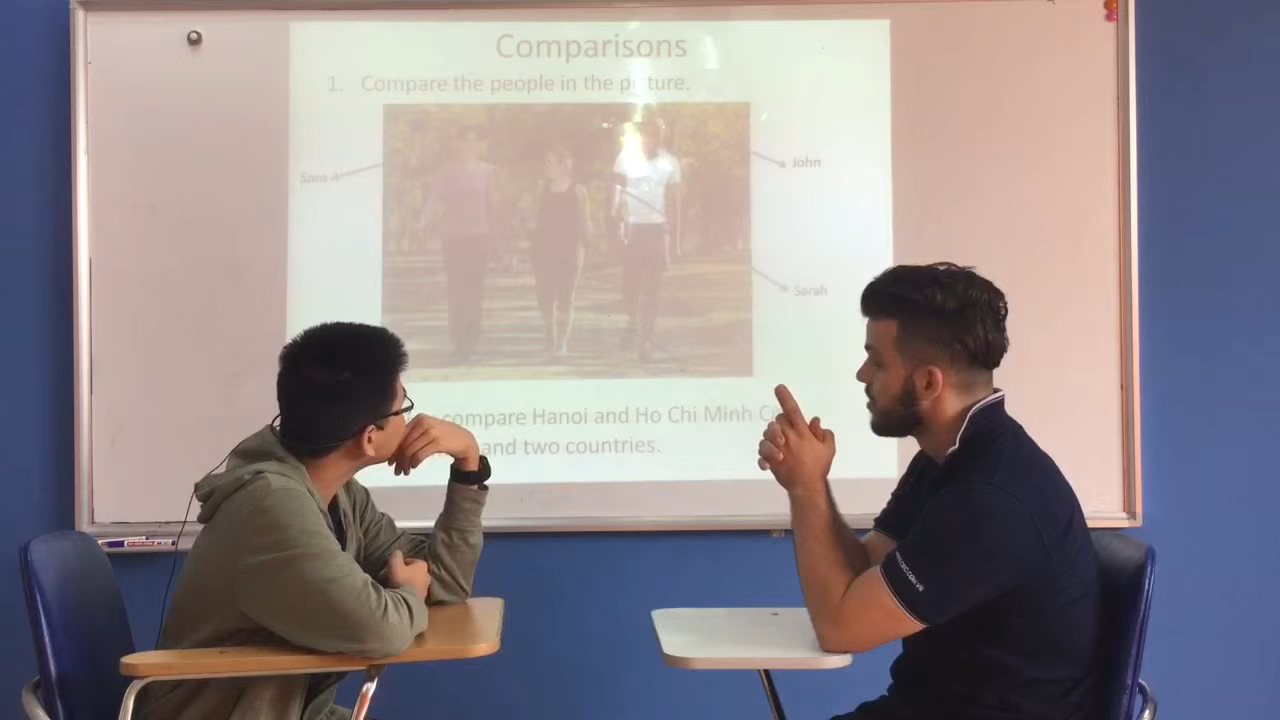 Comparisons
1. Compare the people in the picture.
Sam
John
Sarah
compare Hanoi and Ho Chi Minh
and two countries.